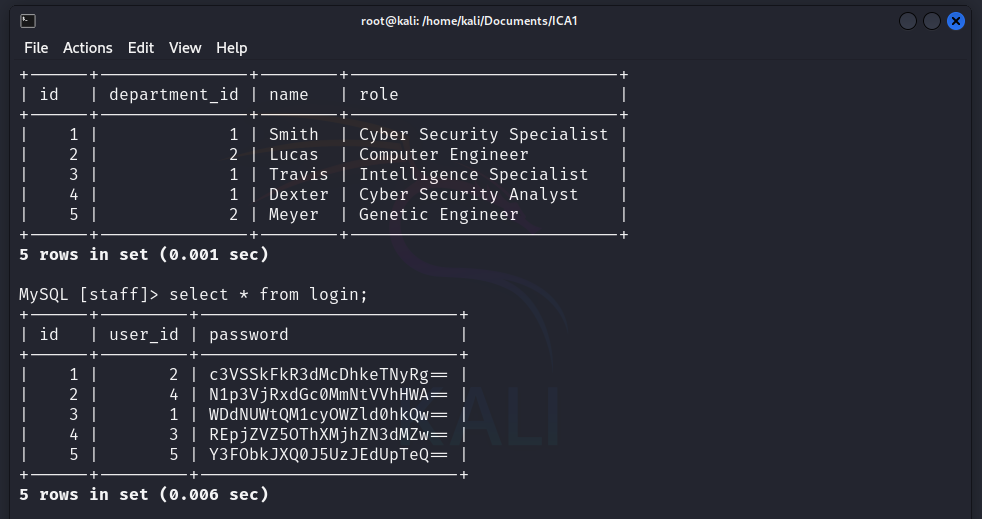 root@kali: /home/kali/Documents/ICA1
File Actions Edit View Help
+------+---------------+--------+---------------------------+
| id   | department_id | name   | role                      |
+------+---------------+--------+---------------------------+
|    1 |             1 | Smith  | Cyber Security Specialist |
|    2 |             2 | Lucas  | Computer Engineer         |
|    3 |             1 | Travis | Intelligence Specialist   |
|    4 |             1 | Dexter | Cyber Security Analyst    |
|    5 |             2 | Meyer  | Genetic Engineer          |
+------+---------------+--------+---------------------------+
5 rows in set (0.001 sec)
MySQL [staff]> select * from login;
+------+---------+--------------------------+
| id   | user_id | password                 |
+------+---------+--------------------------+
|    1 |       2 | c3VSSkFkR3dMcDhkeTNyRg== |
|    2 |       4 | N1p3VjRxdGc0MmNtVVhHWA== |
|    3 |       1 | WDdNUWtQM1cyOWZld0hkQw== |
|    4 |       3 | REpjZVZ5OThXMjhZN3dMZw== |
|    5 |       5 | Y3FObkJXQ0J5UzJEdUpTeQ== |
+------+---------+--------------------------+
5 rows in set (0.006 sec)
KALI